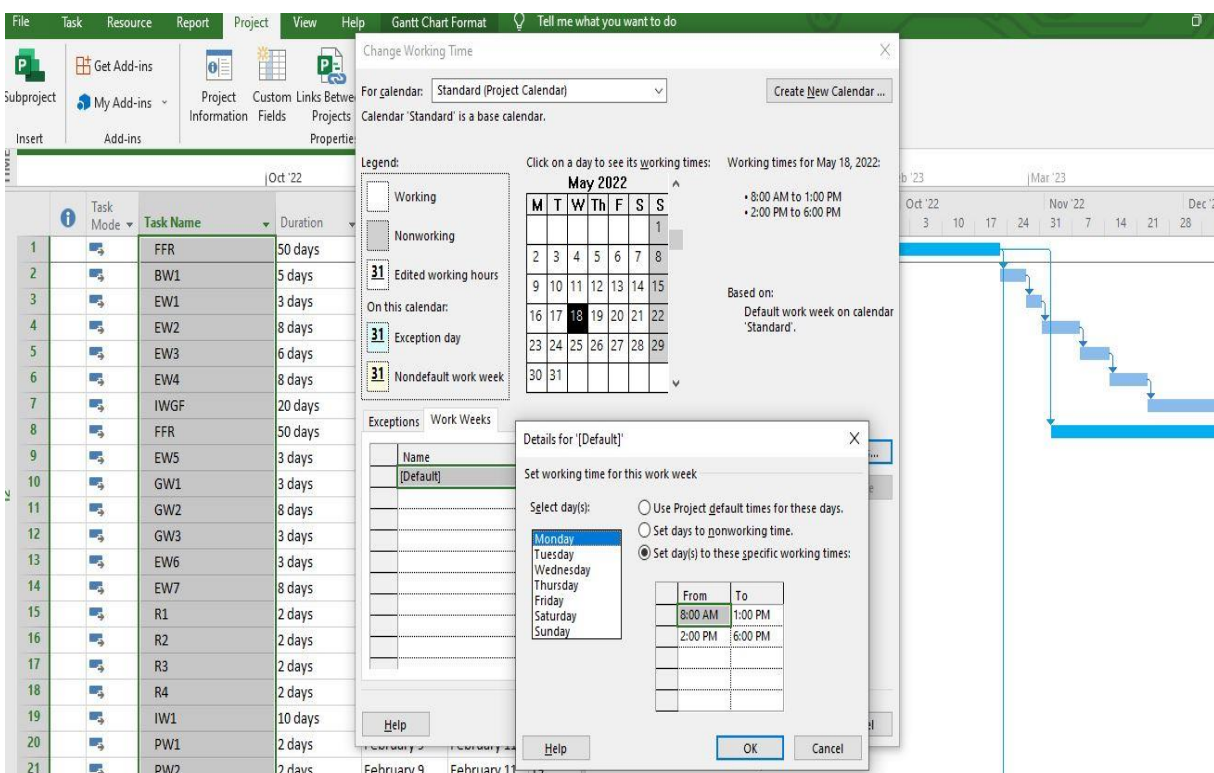 File Task Resource Report Project View Help Gantt Chart Format Tell me what you want to do
Subproject
Get Add-ins
My Add-ins
Project Information
Custom Fields
Links Betwe
Projects
Insert Add-ins Propertie
Change Working Time
For calendar: Standard (Project Calendar) Create New Calendar ...
Calendar 'Standard' is a base calendar.
Legend:
Working
Nonworking
31 Edited working hours
On this calendar:
31 Exception day
31 Nondefault work week
Click on a day to see its working times:
May 2022
M T W Th F S S
1
2 3 4 5 6 7 8
9 10 11 12 13 14 15
16 17 18 19 20 21 22
23 24 25 26 27 28 29
30 31
Working times for May 18, 2022:
• 8:00 AM to 1:00 PM
• 2:00 PM to 6:00 PM
Based on:
Default work week on calendar
'Standard'.
Exceptions Work Weeks
Name
[Default]
Help
Details for '[Default]'
Set working time for this work week
Select day(s):
Monday
Tuesday
Wednesday
Thursday
Friday
Saturday
Sunday
Use Project default times for these days.
Set days to nonworking time.
Set day(s) to these specific working times:
From To
8:00 AM 1:00 PM
2:00 PM 6:00 PM
Help OK Cancel
Oct '22 Mar '23
Task Mode Task Name Duration
1 FFR 50 days
2 BW1 5 days
3 EW1 3 days
4 EW2 8 days
5 EW3 6 days
6 EW4 8 days
7 IWGF 20 days
8 FFR 50 days
9 EW5 3 days
10 GW1 3 days
11 GW2 8 days
12 GW3 3 days
13 EW6 3 days
14 EW7 8 days
15 R1 2 days
16 R2 2 days
17 R3 2 days
18 R4 2 days
19 IW1 10 days
20 PW1 2 days
21 PW2 2 days February 9 February 11
Oct '22 Nov '22 Dec
3 10 17 24 31 7 14 21 28